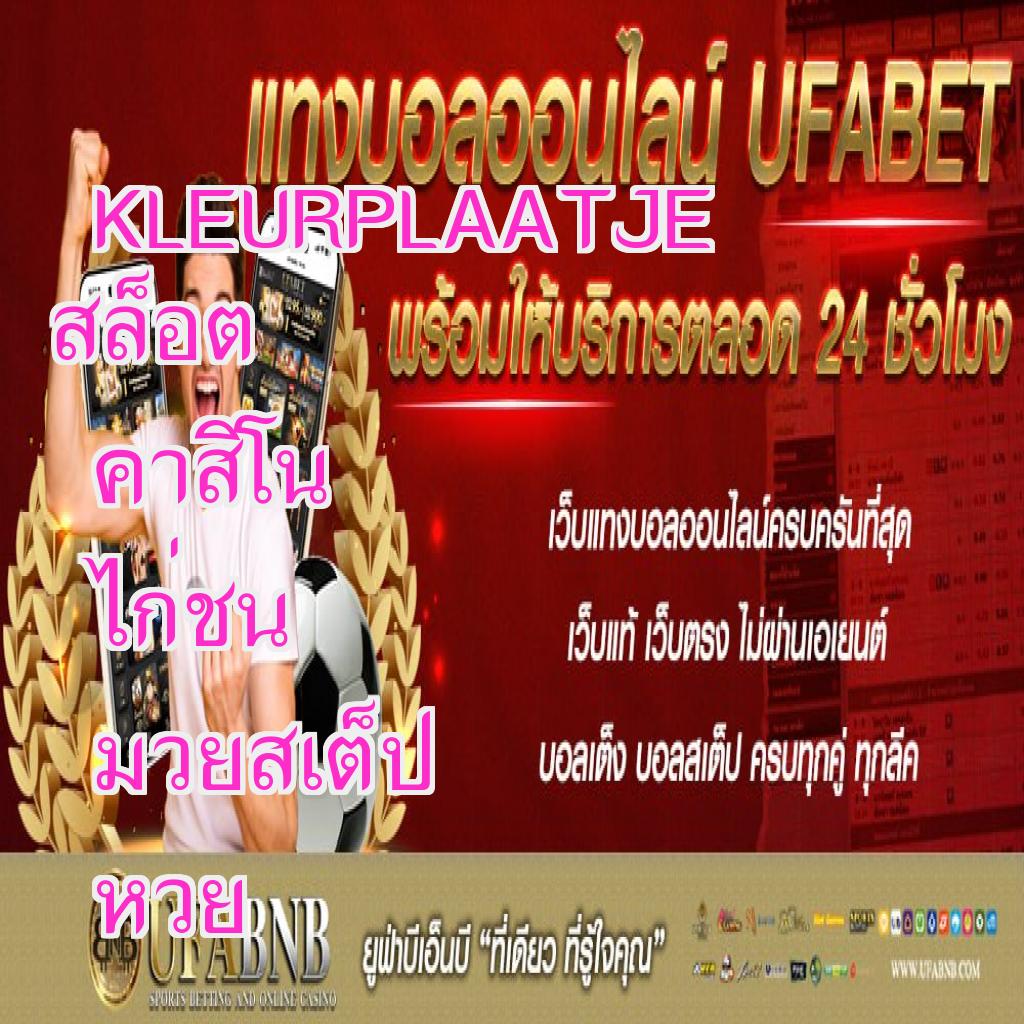 แทงบอลออนไลน์ UFABET
KLEURPLAATJE
พร้อมให้บริการตลอด 24 ชั่วโมง
สล็อต
คาสิโน
เว็บแทงบอลออนไลน์ครบครันที่สุด
ไก่ชน
เว็บแท้ เว็บตรง ไม่ผ่านเอเยนต์
มวยสเต็ป
บอลเต็ง บอลสเต็ป ครบทุกคู่ ทุกลีค
หวย
UFABNB
SPORTS BETTING AND ONLINE CASINO
ยูฟ่าบีเอ็นบี “ที่เดียว ที่รู้ใจคุณ”
WWW.UFABNB.COM